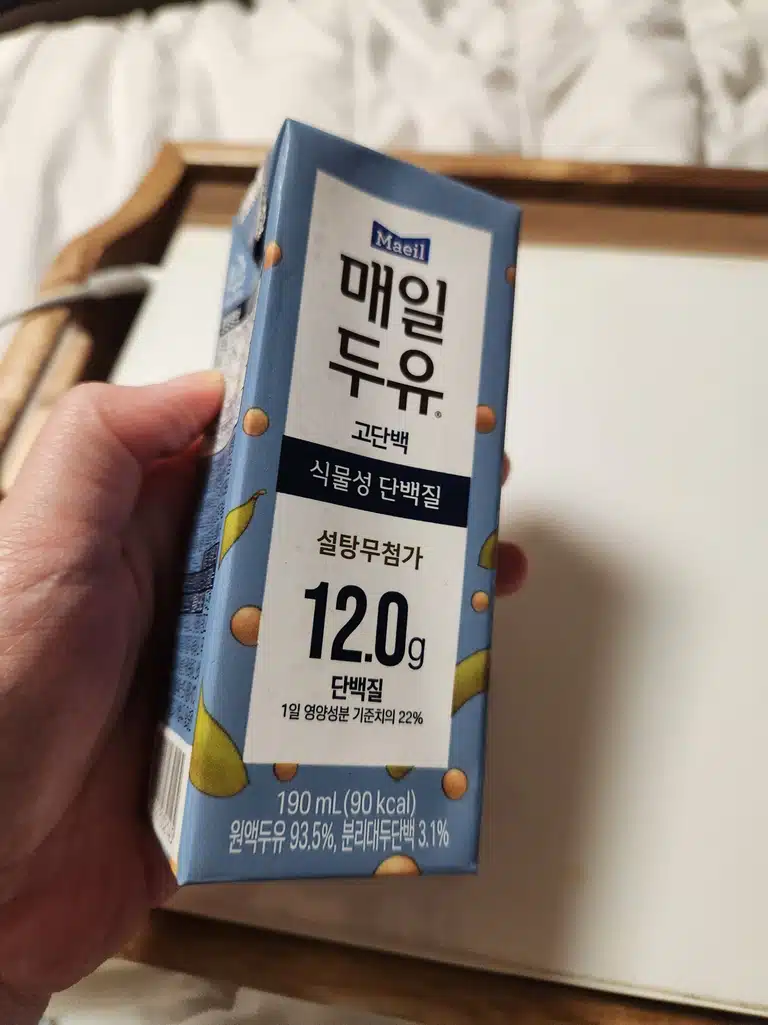 Maeil
매일
두유®
고단백
식물성 단백질
설탕무첨가
12.0g
단백질
1일 영양성분 기준치의 22%
190 mL(90 kcal)
원액두유 93.5%, 분리대두단백 3.1%